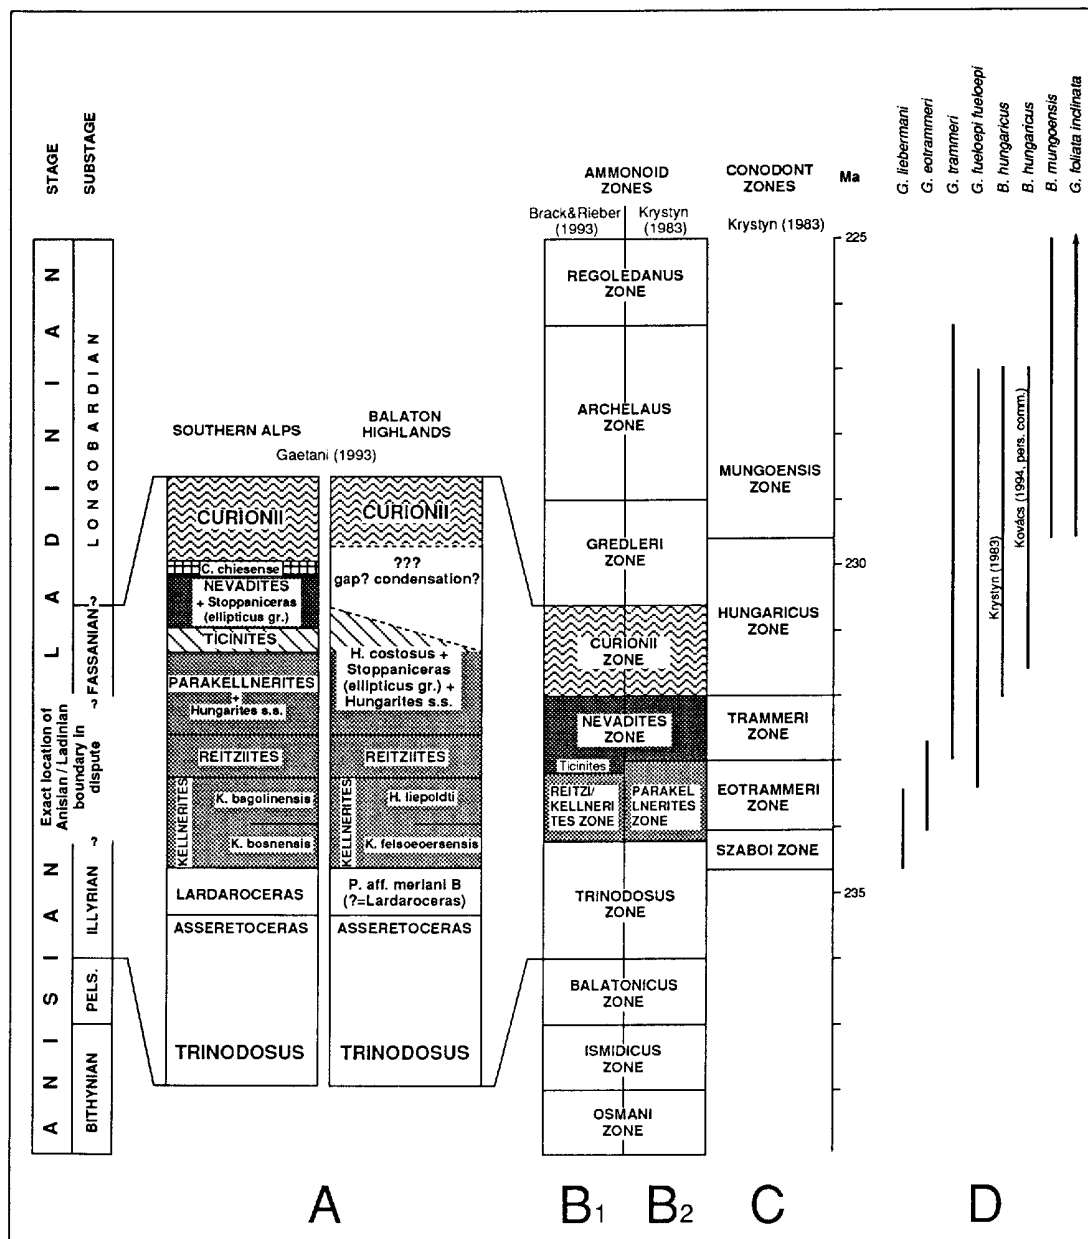 STAGE
SUBSTAGE
G. liebermani
G. eotrammeri
G. trammeri
G. fueloepi fueloepi
B. hungaricus
B. hungaricus
B. mungoensis
G. foliata inclinata
AMMONOID
ZONES
CONODONT
ZONES
Ma
Brack&Rieber
(1993)
Krystyn
(1983)
Krystyn (1983)
LADINIAN
ANISIAN
LONGOBARDIAN
?
FASSANIAN
?
Exact location of
Anisian / Ladinian
boundary in
dispute
?
ILLYRIAN
PELS.
BITHYNIAN
SOUTHERN ALPS
BALATON
HIGHLANDS
Gaetani (1993)
CURIONII
C. chiesense
NEVADITES
+ Stoppaniceras
(ellipticus gr.)
TICINITES
PARAKELLNERITES
+
Hungarites s.s.
REITZIITES
KELLNERITES
K. bagolinensis
K. bosnensis
LARDAROCERAS
ASSERETOCERAS
TRINODOSUS
CURIONII
???
gap? condensation?
H. costosus +
Stoppaniceras
(ellipticus gr.) +
Hungarites s.s.
REITZIITES
KELLNERITES
H. liepoldti
K. felsoeoersensis
P. aff. meriani B
(?=Lardaroceras)
ASSERETOCERAS
TRINODOSUS
REGOLEDANUS
ZONE
ARCHELAUS
ZONE
GREDLERI
ZONE
CURIONII
ZONE
NEVADITES
ZONE
Ticinites
REITZI/
KELLNERI
TES ZONE
PARAKEL
LNERITES
ZONE
TRINODOSUS
ZONE
BALATONICUS
ZONE
ISMIDICUS
ZONE
OSMANI
ZONE
MUNGOENSIS
ZONE
HUNGARICUS
ZONE
TRAMMERI
ZONE
EOTRAMMERI
ZONE
SZABOI ZONE
225
230
235
Krystyn (1983)
Kovács (1994, pers. comm.)
A
B1
B2
C
D